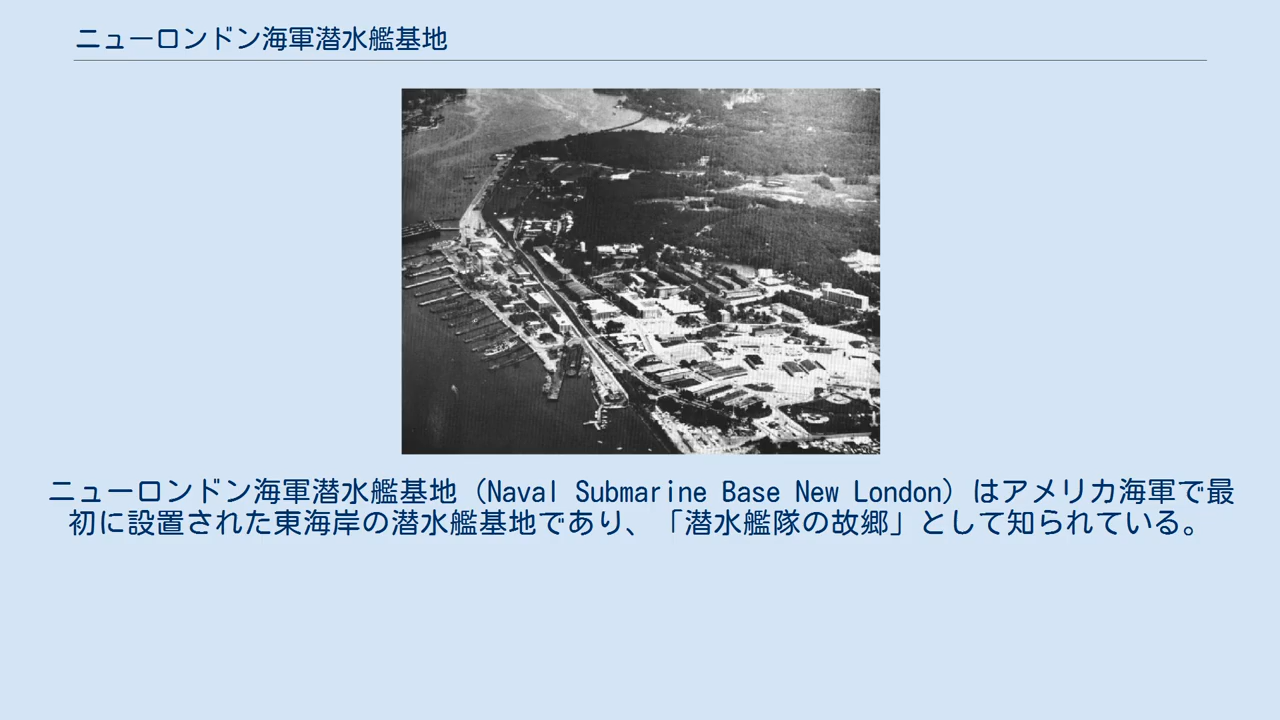 ニューロンドン海軍潜水艦基地
ニューロンドン海軍潜水艦基地（Naval Submarine Base New London）はアメリカ海軍で最
初に設置された東海岸の潜水艦基地であり、「潜水艦隊の故郷」として知られている。